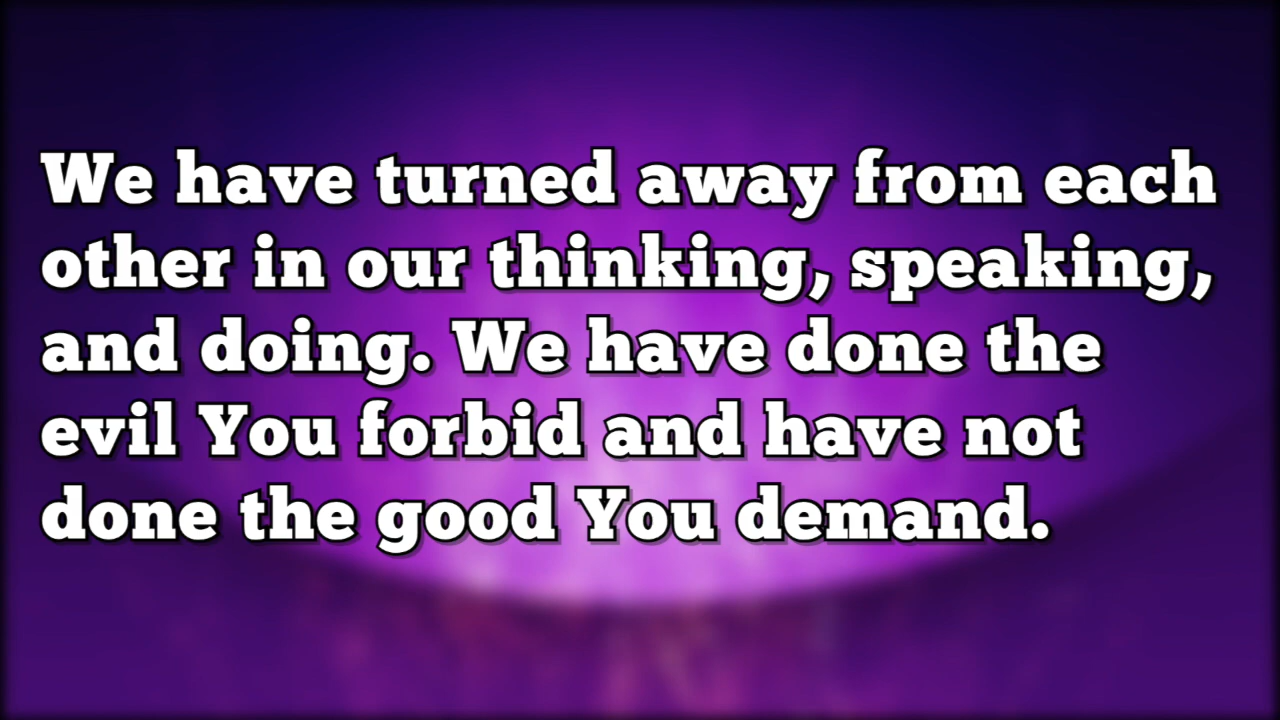 We have turned away from each
other in our thinking, speaking,
and doing. We have done the
evil You forbid and have not
done the good You demand.